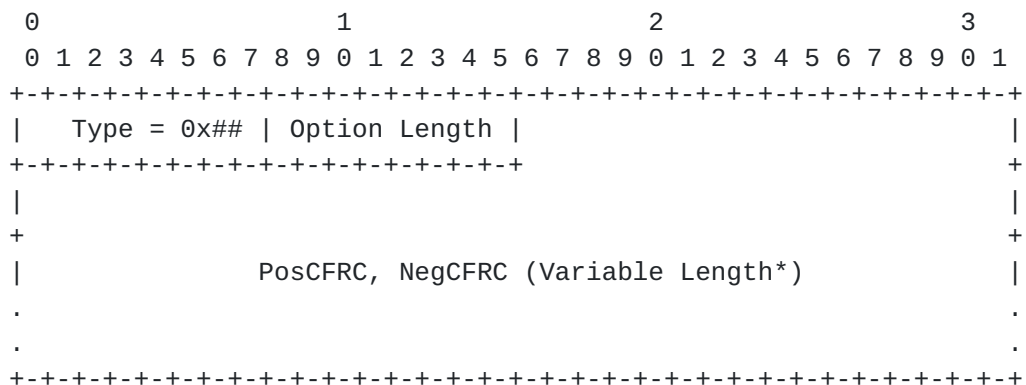 0                   1                   2                   3
 0 1 2 3 4 5 6 7 8 9 0 1 2 3 4 5 6 7 8 9 0 1 2 3 4 5 6 7 8 9 0 1
+-+-+-+-+-+-+-+-+-+-+-+-+-+-+-+-+-+-+-+-+-+-+-+-+-+-+-+-+-+-+-+-+
|   Type = 0x## | Option Length |                               |
+-+-+-+-+-+-+-+-+-+-+-+-+-+-+-+-+                               +
|                                                               |
+                                                               +
|               PosCFRC, NegCFRC (Variable Length*)             |
.                                                               .
.                                                               .
+-+-+-+-+-+-+-+-+-+-+-+-+-+-+-+-+-+-+-+-+-+-+-+-+-+-+-+-+-+-+-+-+